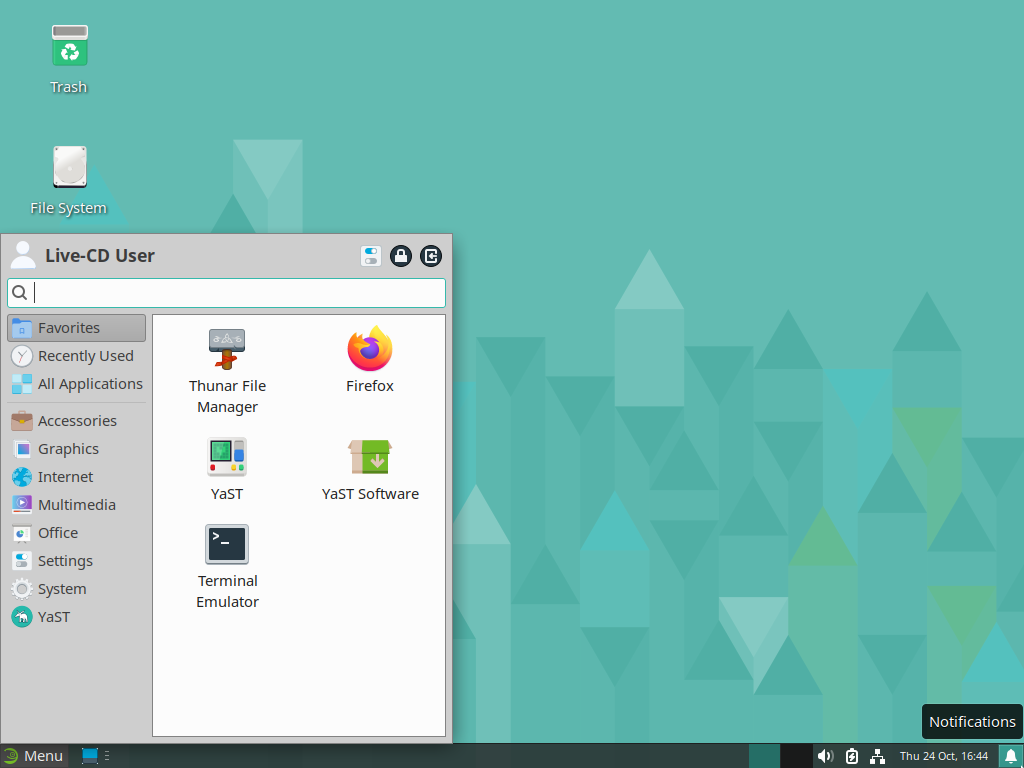 Trash
File System
Live-CD User
Favorites
Recently Used
All Applications
Accessories
Graphics
Internet
Multimedia
Office
Settings
System
YaST
Thunar File
Manager
Firefox
YaST
YaST Software
Terminal
Emulator
Notifications
Menu
Thu 24 Oct, 16:44